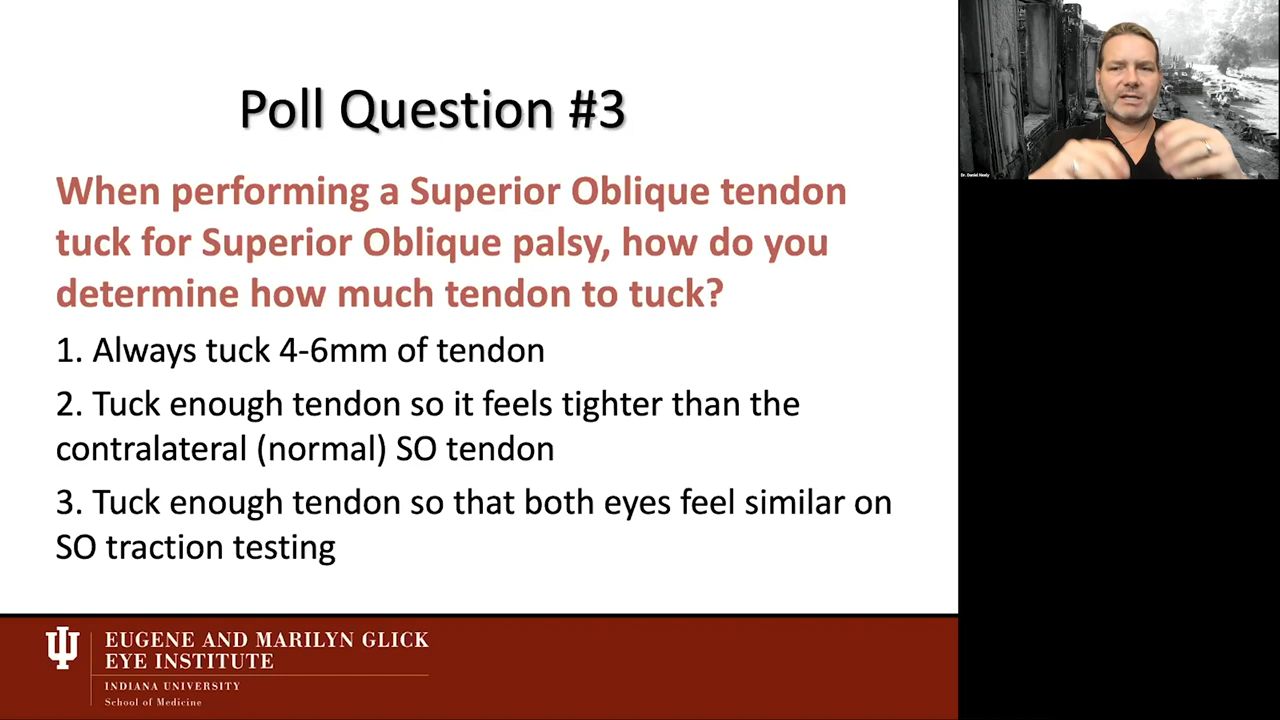 Poll Question #3
When performing a Superior Oblique tendon
tuck for Superior Oblique palsy, how do you
determine how much tendon to tuck?
1. Always tuck 4-6mm of tendon
2. Tuck enough tendon so it feels tighter than the
contralateral (normal) SO tendon
3. Tuck enough tendon so that both eyes feel similar on
SO traction testing
EUGENE AND MARILYN GLICK
EYE INSTITUTE
INDIANA UNIVERSITY
School of Medicine
Dr. Daniel Neely